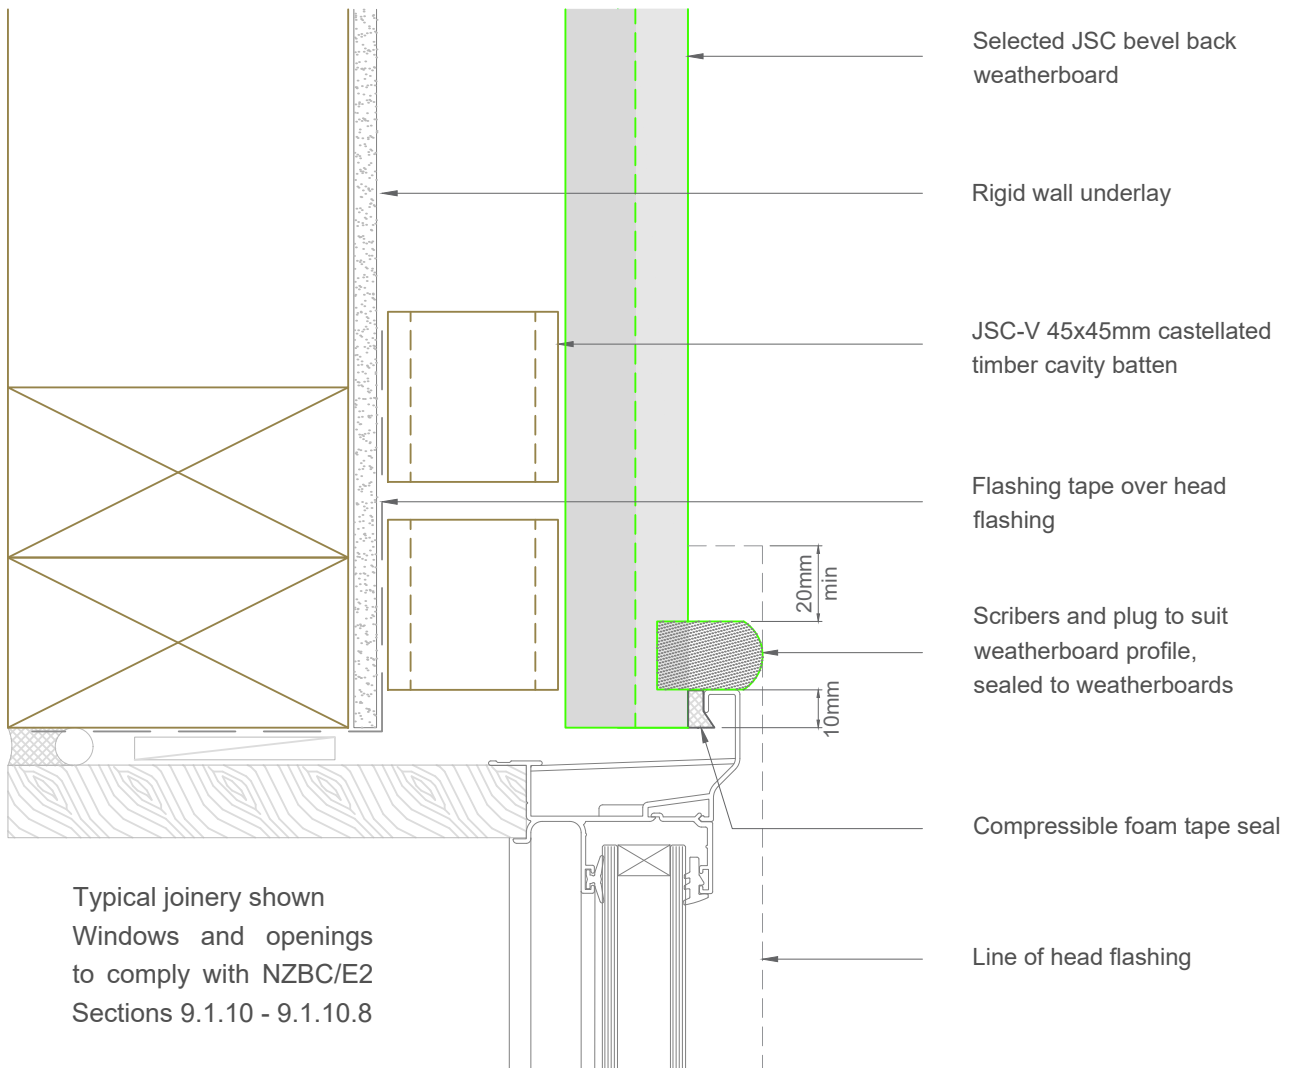 Selected JSC bevel back
weatherboard
Rigid wall underlay
JSC-V 45x45mm castellated
timber cavity batten
Flashing tape over head
flashing
20mm
min
Scribers and plug to suit
weatherboard profile,
sealed to weatherboards
10mm
Compressible foam tape seal
Typical joinery shown
Windows and openings
to comply with NZBC/E2
Sections 9.1.10 - 9.1.10.8
Line of head flashing